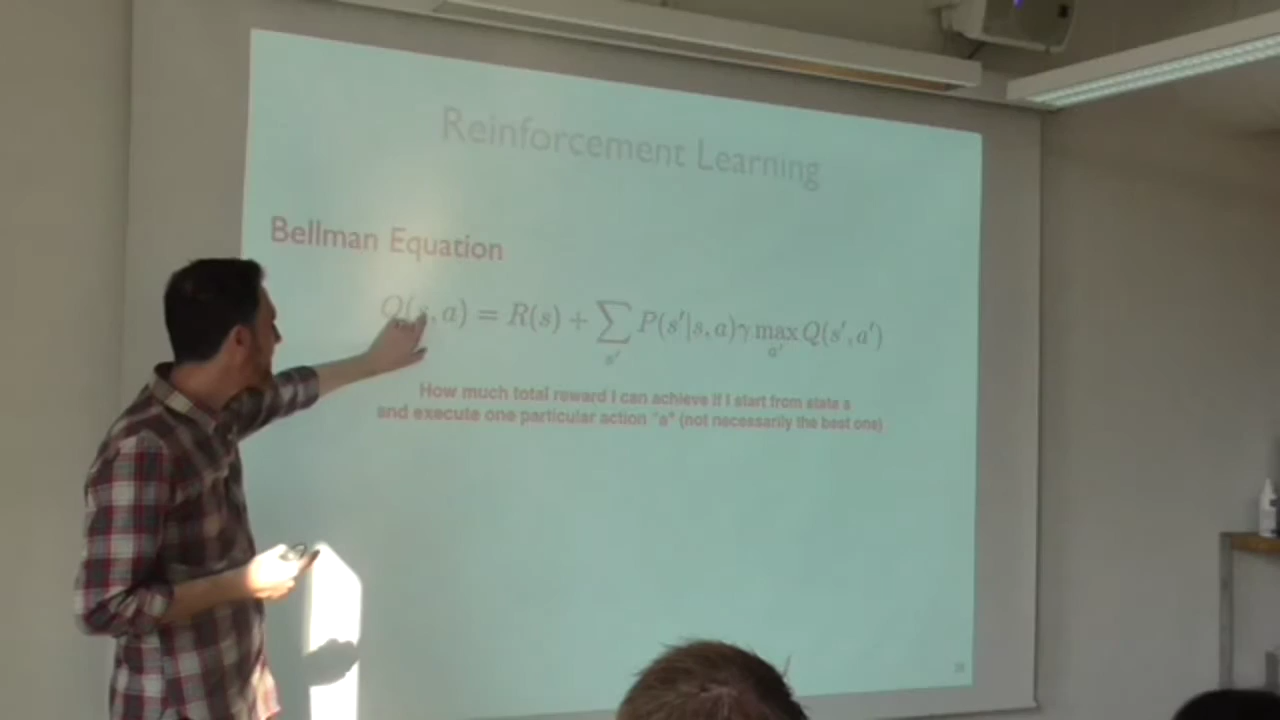 Reinforcement Learning
Bellman Equation
Q(s, a) = R(s) + ∑_{s'} P(s'|s, a)γ max_{a'} Q(s', a')
How much total reward I can achieve if I start from state s
and execute one particular action "a" (not necessarily the best one)